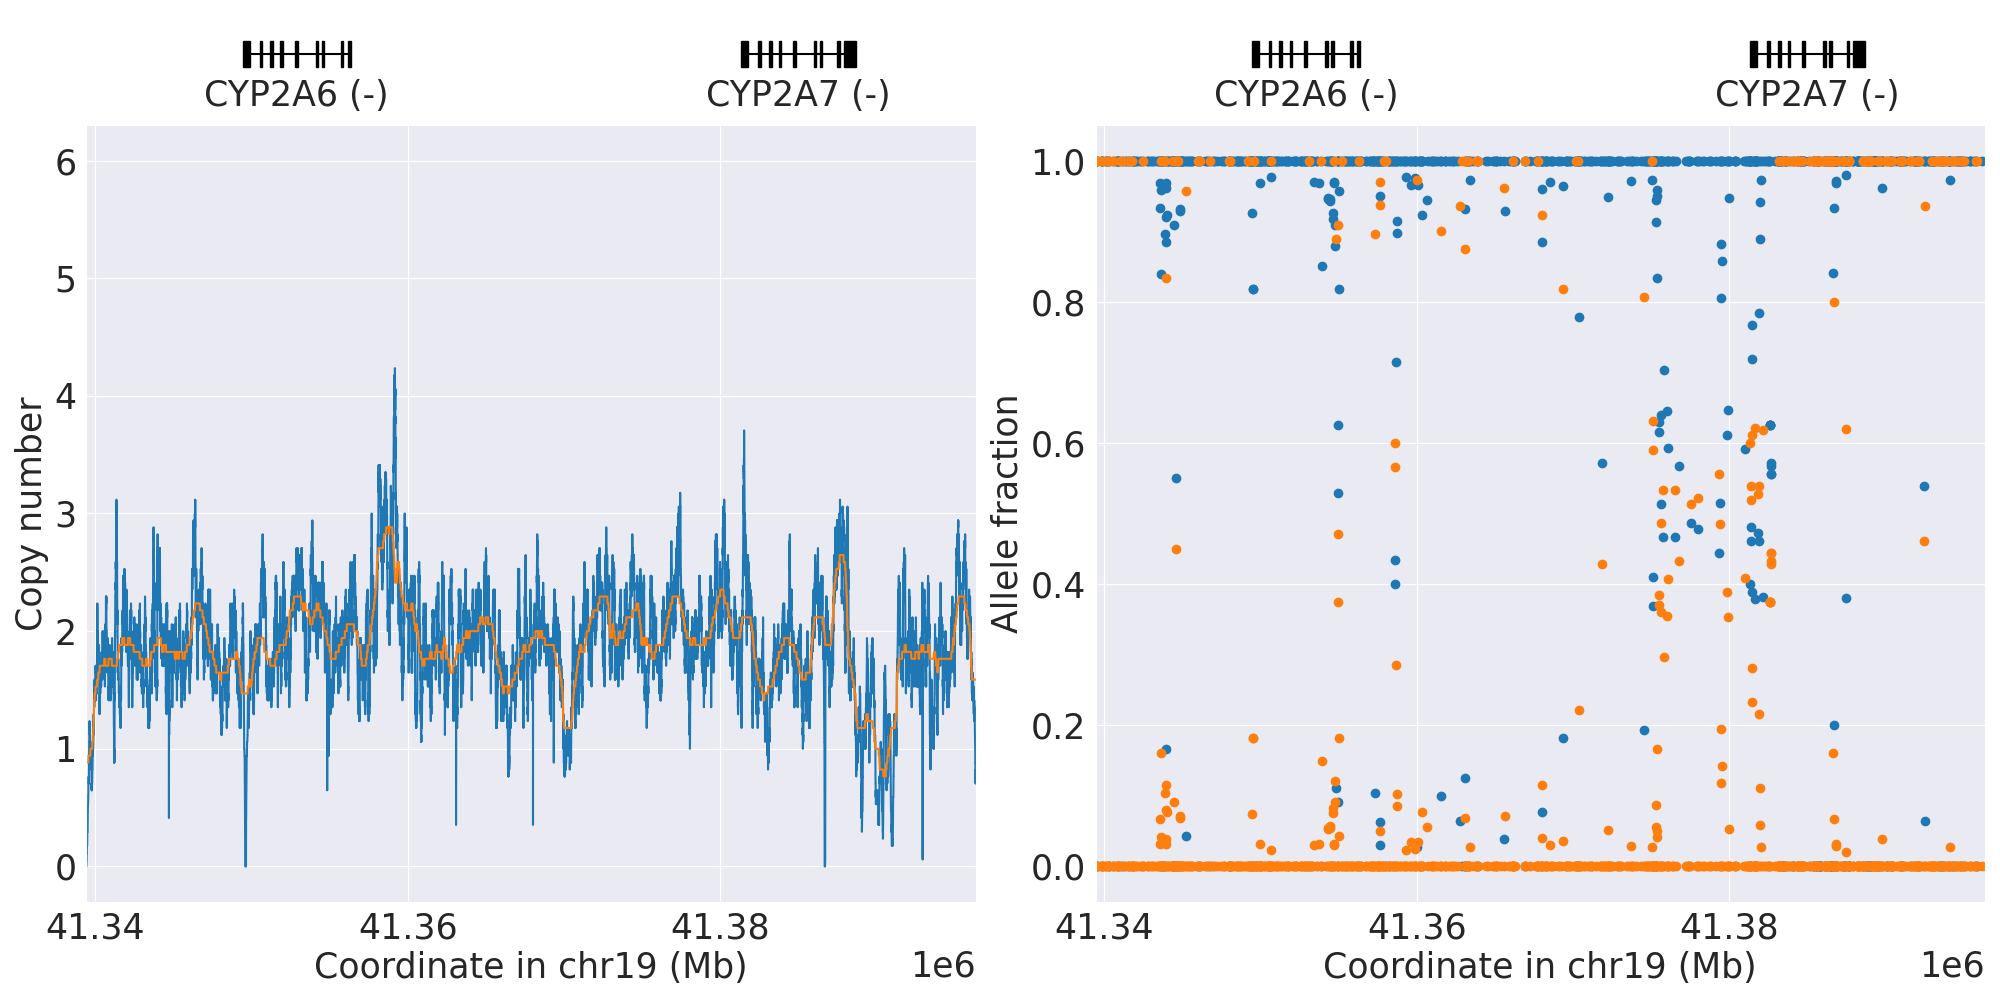 CYP2A6 (-)
CYP2A7 (-)
6
5
4
3
2
1
0
Copy number
41.34
41.36
41.38
Coordinate in chr19 (Mb)
1e6
CYP2A6 (-)
CYP2A7 (-)
1.0
0.8
0.6
0.4
0.2
0.0
Allele fraction
41.34
41.36
41.38
Coordinate in chr19 (Mb)
1e6